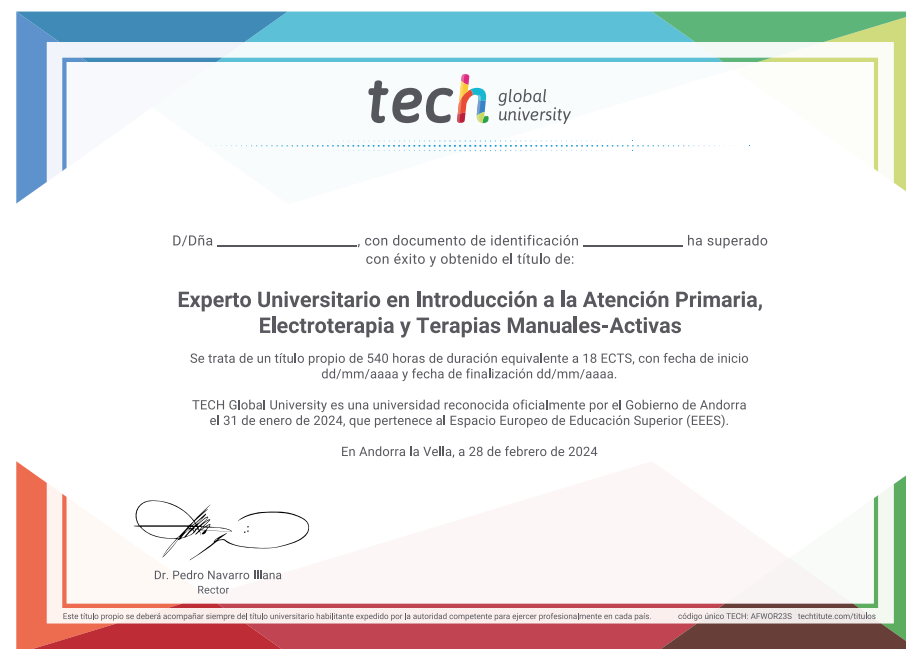 tech global university
D/Dña ____________________, con documento de identificación ______________ ha superado
con éxito y obtenido el título de:
Experto Universitario en Introducción a la Atención Primaria,
Electroterapia y Terapias Manuales-Activas
Se trata de un título propio de 540 horas de duración equivalente a 18 ECTS, con fecha de inicio
dd/mm/aaaa y fecha de finalización dd/mm/aaaa.
TECH Global University es una universidad reconocida oficialmente por el Gobierno de Andorra
el 31 de enero de 2024, que pertenece al Espacio Europeo de Educación Superior (EEES).
En Andorra la Vella, a 28 de febrero de 2024
Dr. Pedro Navarro Illana
Rector
Este título propio se deberá acompañar siempre del título universitario habilitante expedido por la autoridad competente para ejercer profesionalmente en cada país. código único TECH: AFWOR23S techtitute.com/titulos